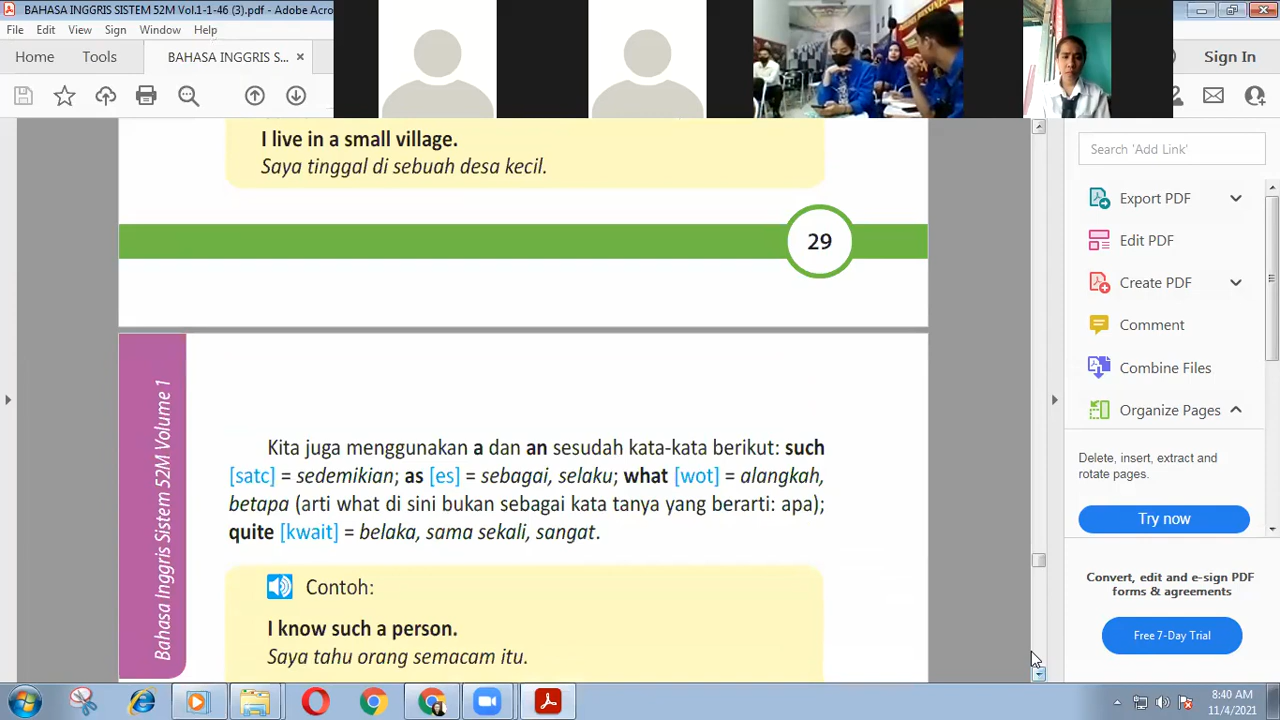 BAHASA INGGRIS SISTEM 52M Vol.1-1-46 (3).pdf - Adobe Acro
File Edit View Sign Window Help
Home Tools BAHASA INGGRIS S... × Sign In
Search 'Add Link'
I live in a small village.
Saya tinggal di sebuah desa kecil.
29
Bahasa Inggris Sistem 52M Volume 1
Kita juga menggunakan a dan an sesudah kata-kata berikut: such
[satc] = sedemikian; as [es] = sebagai, selaku; what [wot] = alangkah,
betapa (arti what di sini bukan sebagai kata tanya yang berarti: apa);
quite [kwait] = belaka, sama sekali, sangat.
Contoh:
I know such a person.
Saya tahu orang semacam itu.
Export PDF
Edit PDF
Create PDF
Comment
Combine Files
Organize Pages
Delete, insert, extract and
rotate pages.
Try now
Convert, edit and e-sign PDF
forms & agreements
Free 7-Day Trial
8:40 AM
11/4/2021